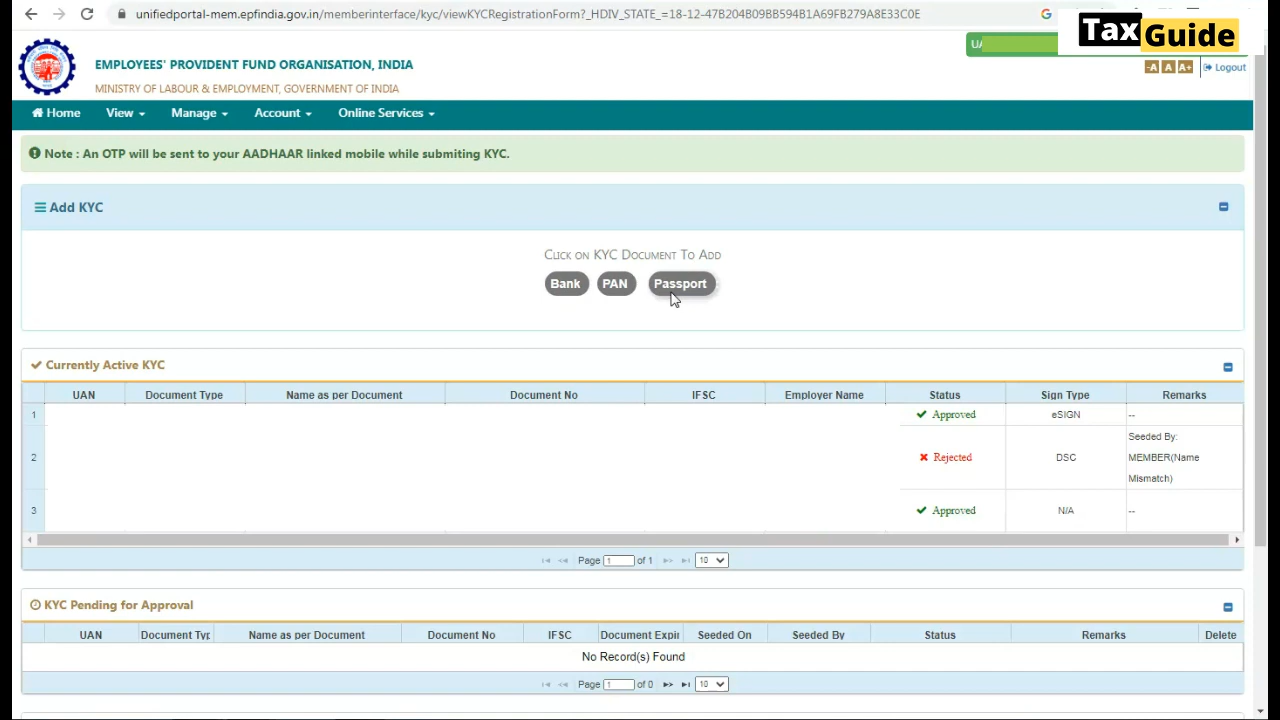 unifiedportal-mem.epfindia.gov.in/memberinterface/kyc/viewKYCRegistrationForm?_HDIV_STATE_=18-12-47B204B09BB594B1A69FB279A8E33C0E
Tax Guide
UA
EMPLOYEES' PROVIDENT FUND ORGANISATION, INDIA
MINISTRY OF LABOUR & EMPLOYMENT, GOVERNMENT OF INDIA
-A A A+ Logout
Home View Manage Account Online Services
Note : An OTP will be sent to your AADHAAR linked mobile while submiting KYC.
Add KYC
Click on KYC Document To Add
Bank PAN Passport
Currently Active KYC
UAN Document Type Name as per Document Document No IFSC Employer Name Status Sign Type Remarks
1 Approved eSIGN --
2 Rejected DSC Seeded By: MEMBER(Name Mismatch)
3 Approved N/A --
Page 1 of 1 10
KYC Pending for Approval
UAN Document Typ Name as per Document Document No IFSC Document Expir Seeded On Seeded By Status Remarks Delete
No Record(s) Found
Page 1 of 0 10